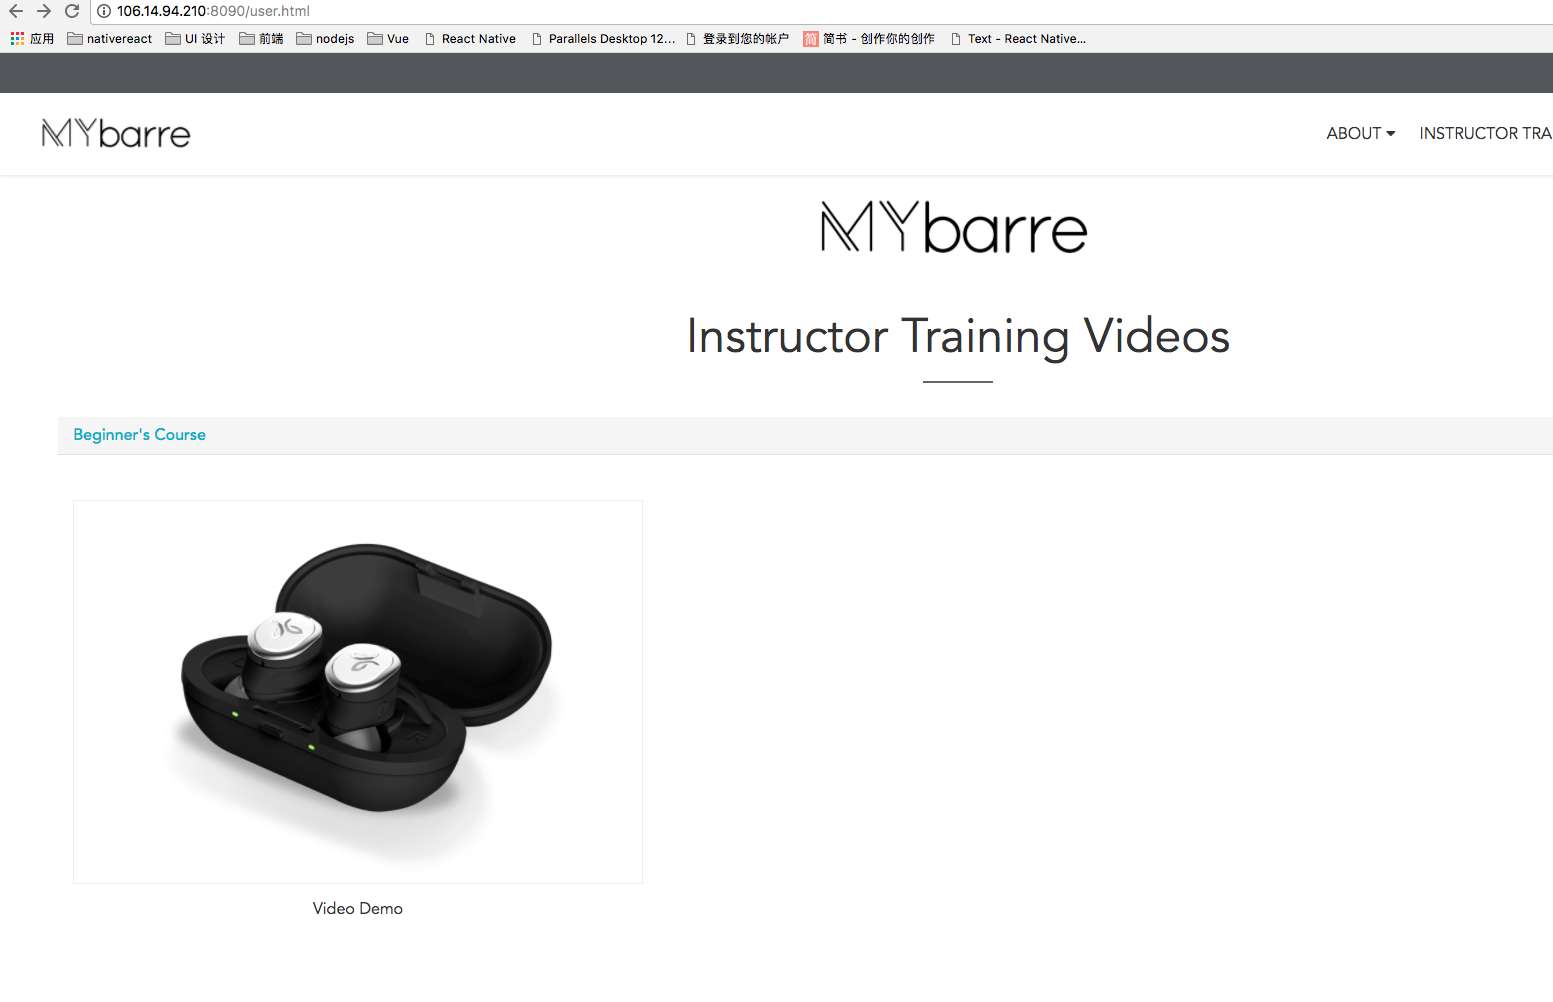 106.14.94.210:8090/user.html
应用 nativereact UI 设计 前端 nodejs Vue React Native Parallels Desktop 12... 登录到您的帐户 简 简书 - 创作你的创作 Text - React Native...
MYbarre ABOUT INSTRUCTOR TRA
MYbarre
Instructor Training Videos
Beginner's Course
Video Demo